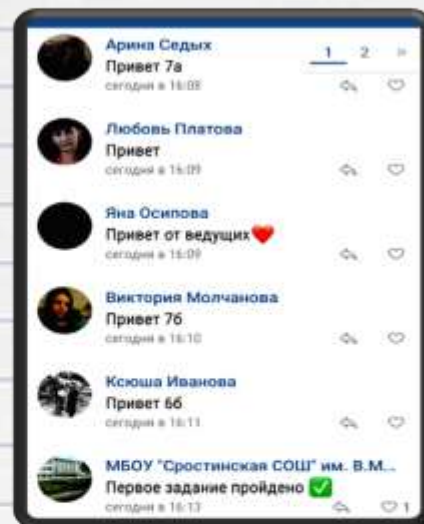 Арина Седых
1 2 »
Привет 7а
сегодня в 16:08
Любовь Платова
Привет
сегодня в 16:09
Яна Осипова
Привет от ведущих❤️
сегодня в 16:09
Виктория Молчанова
Привет 7б
сегодня в 16:10
Ксюша Иванова
Привет 6б
сегодня в 16:11
МБОУ "Сростинская СОШ" им. В.М...
Первое задание пройдено ✅
сегодня в 16:13
1